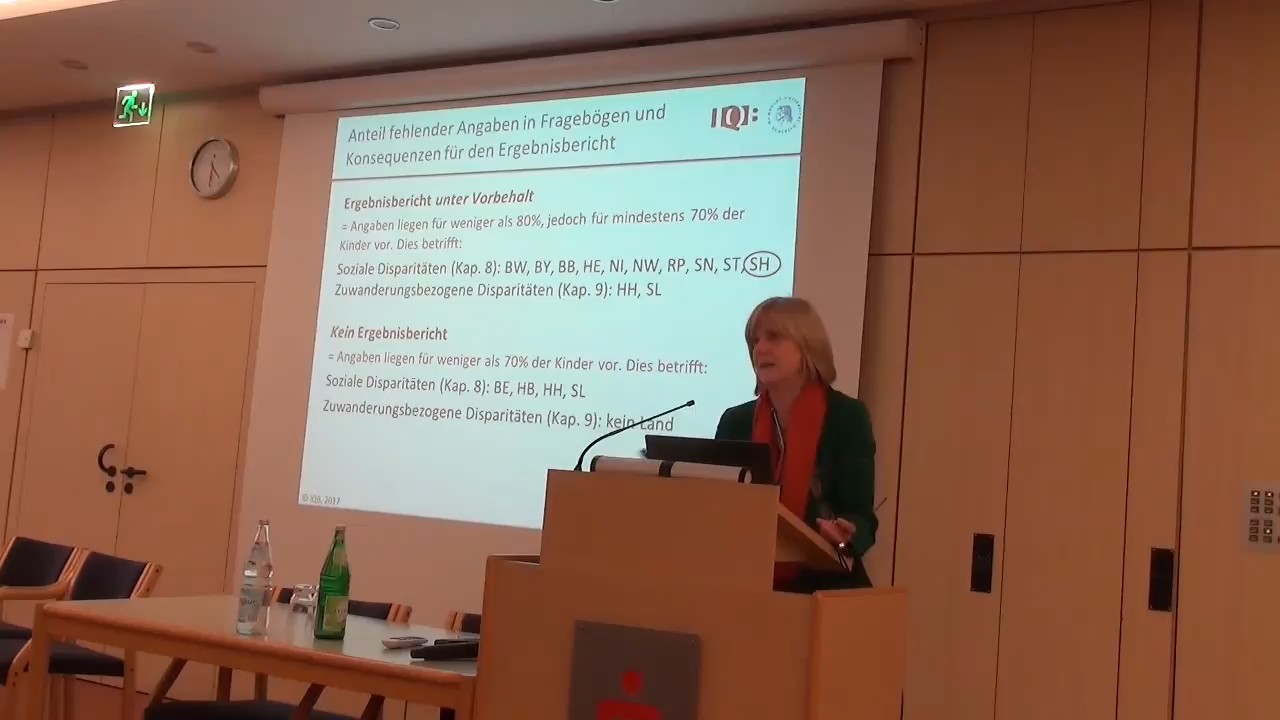 Anteil fehlender Angaben in Fragebögen und
Konsequenzen für den Ergebnisbericht
IQB
Ergebnisbericht unter Vorbehalt
= Angaben liegen für weniger als 80%, jedoch für mindestens 70% der
Kinder vor. Dies betrifft:
Soziale Disparitäten (Kap. 8): BW, BY, BB, HE, NI, NW, RP, SN, ST, SH
Zuwanderungsbezogene Disparitäten (Kap. 9): HH, SL
Kein Ergebnisbericht
= Angaben liegen für weniger als 70% der Kinder vor. Dies betrifft:
Soziale Disparitäten (Kap. 8): BE, HB, HH, SL
Zuwanderungsbezogene Disparitäten (Kap. 9): kein Land
© IQB, 2017